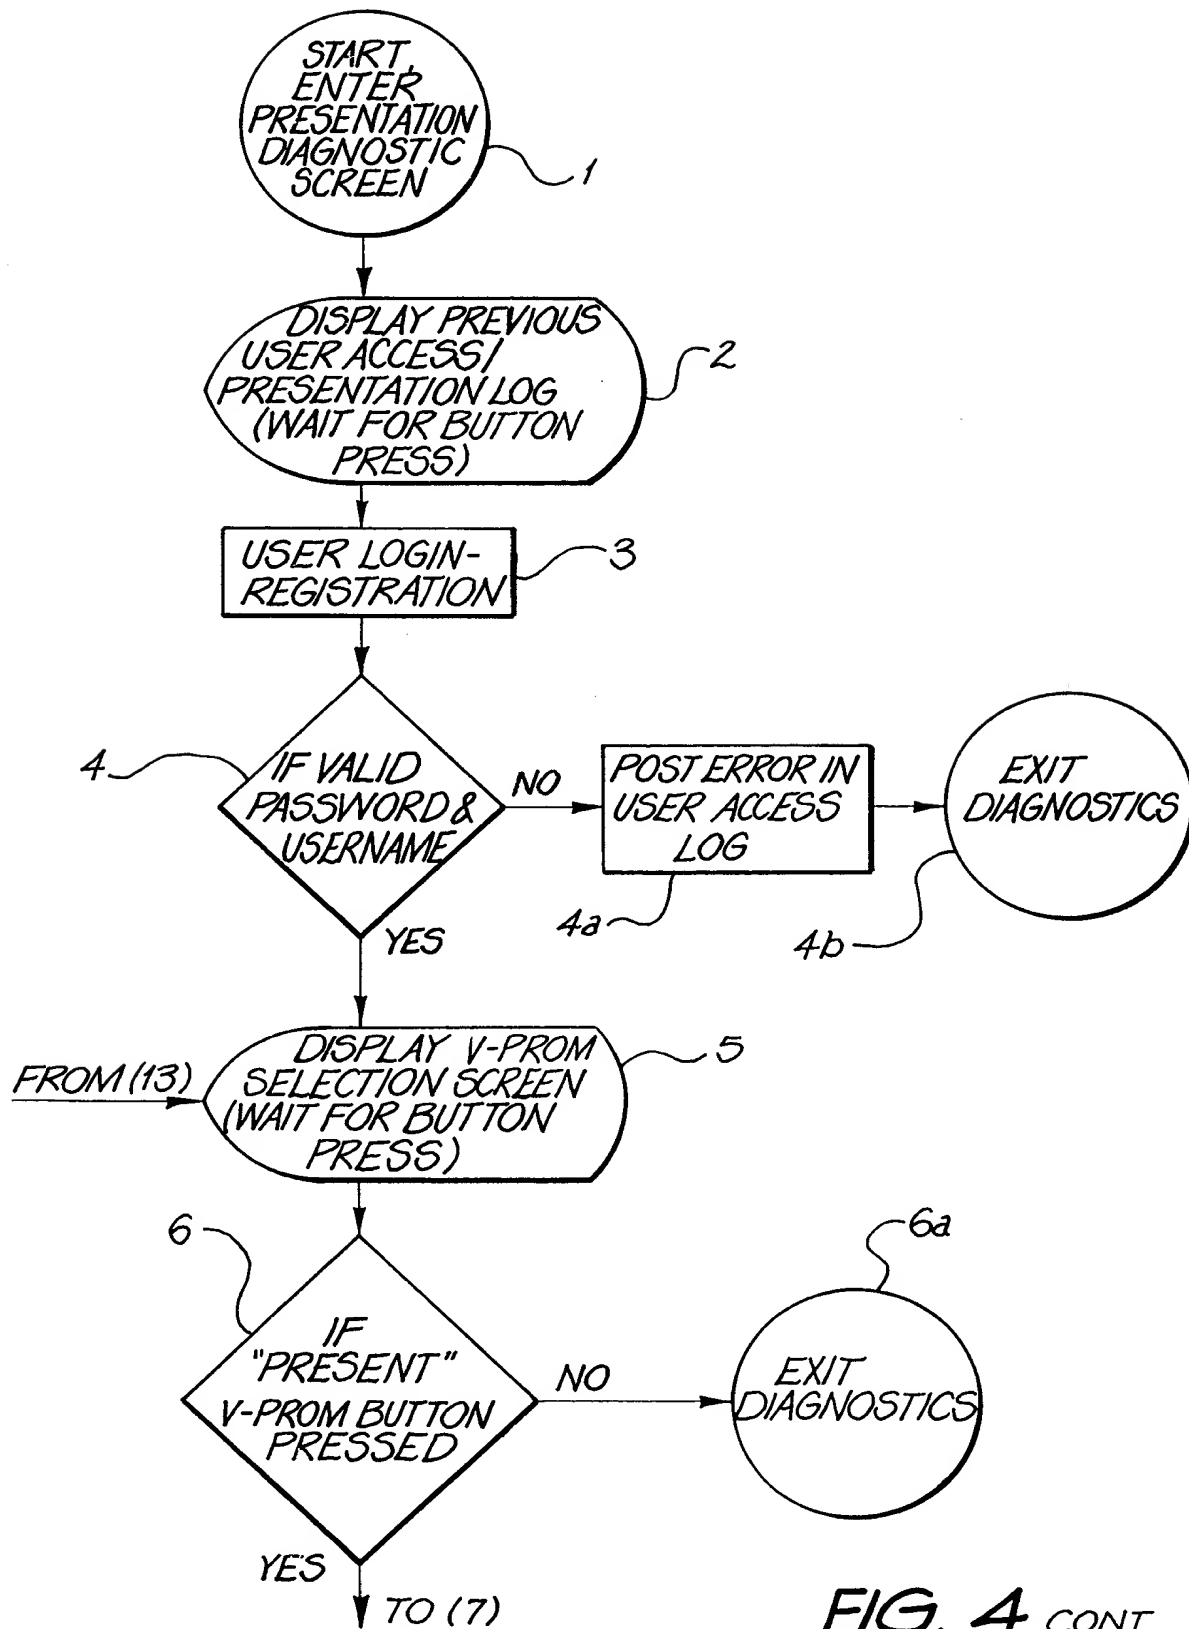 START,
ENTER
PRESENTATION
DIAGNOSTIC
SCREEN
1
DISPLAY PREVIOUS
USER ACCESS/
PRESENTATION LOG
(WAIT FOR BUTTON
PRESS)
2
USER LOGIN-
REGISTRATION
3
4
IF VALID
PASSWORD &
USERNAME
NO
POST ERROR IN
USER ACCESS
LOG
4a
EXIT
DIAGNOSTICS
4b
YES
FROM (13)
DISPLAY V-PROM
SELECTION SCREEN
(WAIT FOR BUTTON
PRESS)
5
6
IF
"PRESENT"
V-PROM BUTTON
PRESSED
NO
6a
EXIT
DIAGNOSTICS
YES
TO (7)
FIG. 4 CONT